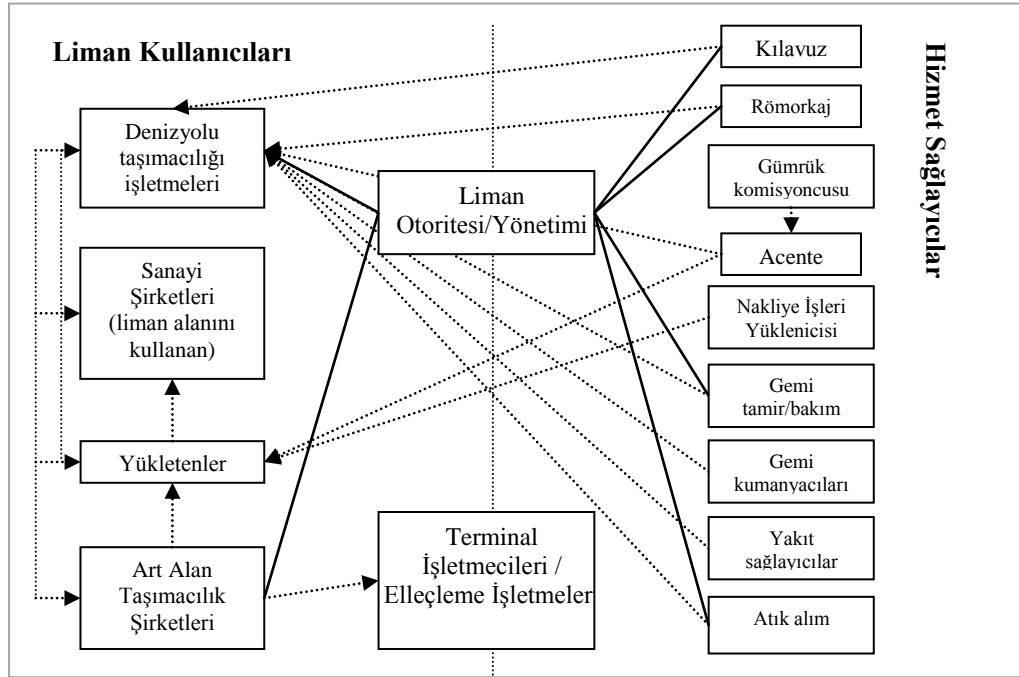 Liman Kullanıcıları
Denizyolu
taşımacılığı
işletmeleri
Sanayi
Şirketleri
(liman alanını
kullanan)
Yükletenler
Art Alan
Taşımacılık
Şirketleri
Liman
Otoritesi/Yönetimi
Terminal
İşletmecileri /
Elleçleme İşletmeler
Kılavuz
Römorkaj
Gümrük
komisyoncusu
Acente
Nakliye İşleri
Yüklenicisi
Gemi
tamir/bakım
Gemi
kumanyacıları
Yakıt
sağlayıcılar
Atık alım
Hizmet Sağlayıcılar